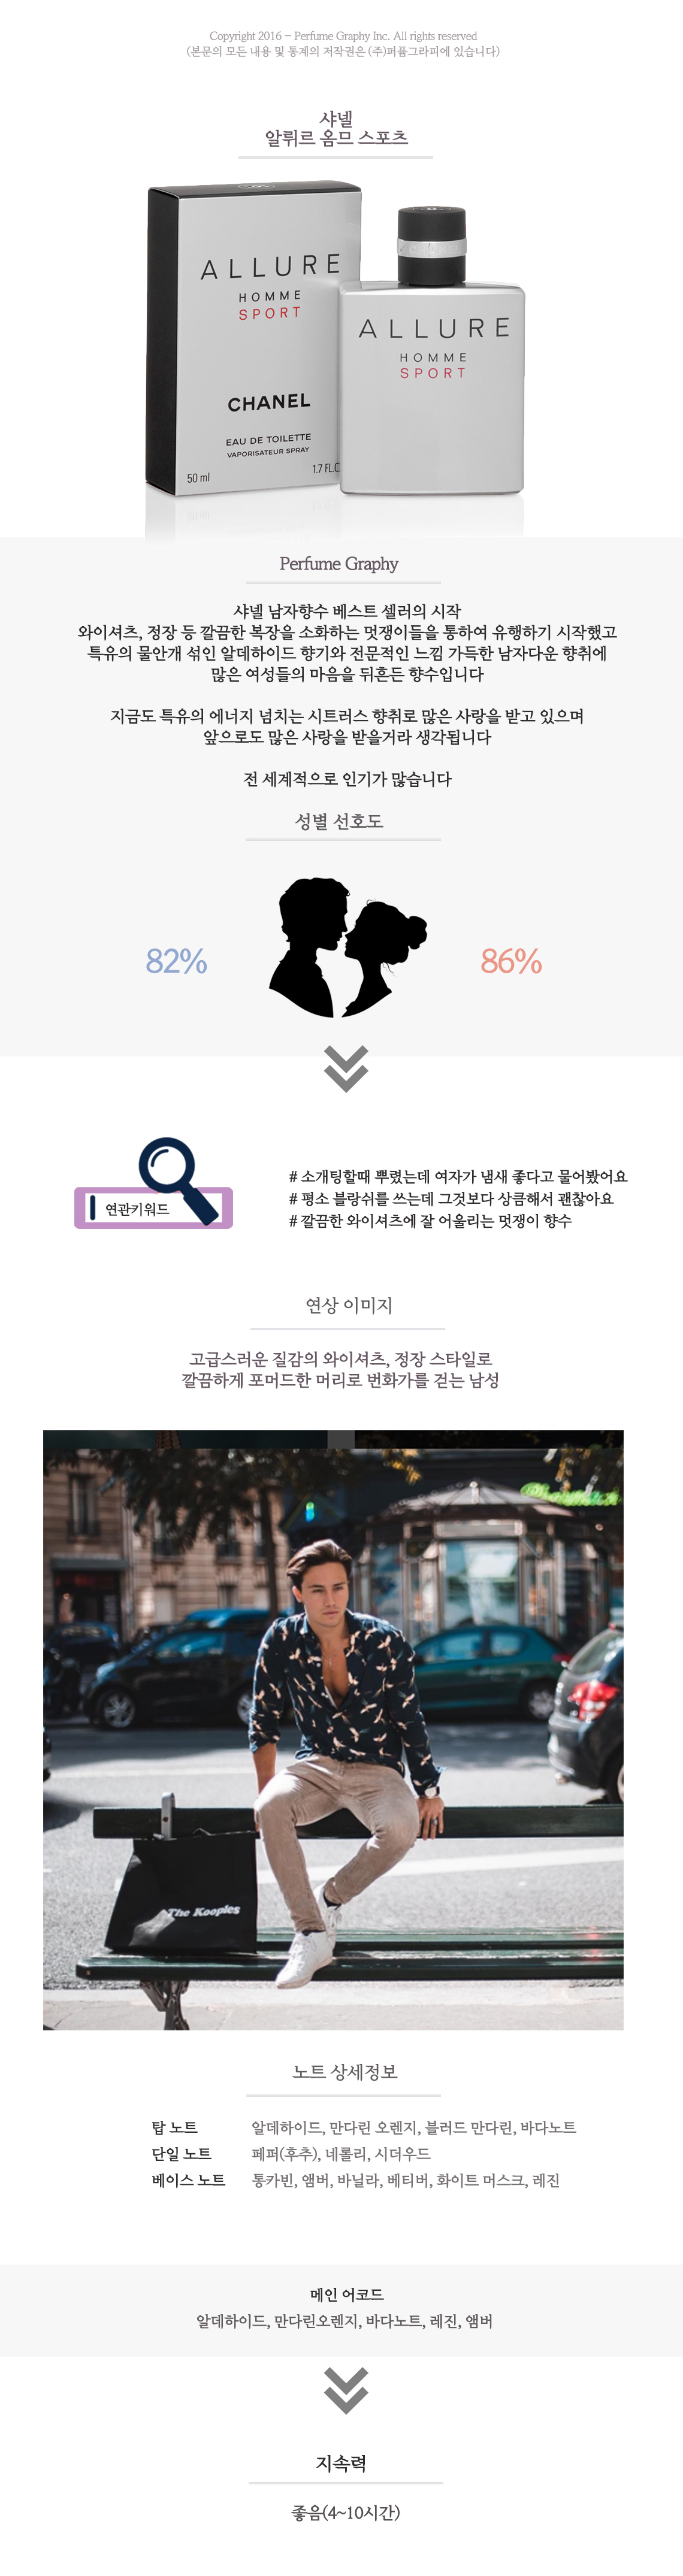 Copyright 2016 - Perfume Graphy Inc. All rights reserved
(본문의 모든 내용 및 통계의 저작권은 (주)퍼퓸그라피에 있습니다)
샤넬
알뤼르 옴므 스포츠
ALLURE
HOMME
SPORT
CHANEL
EAU DE TOILETTE
VAPORISATEUR SPRAY
50 ml
1.7 FL.O
ALLURE
HOMME
SPORT
Perfume Graphy
샤넬 남자향수 베스트 셀러의 시작
와이셔츠, 정장 등 깔끔한 복장을 소화하는 멋쟁이들을 통하여 유행하기 시작했고
특유의 물안개 섞인 알데하이드 향기와 전문적인 느낌 가득한 남자다운 향취에
많은 여성들의 마음을 뒤흔든 향수입니다
지금도 특유의 에너지 넘치는 시트러스 향취로 많은 사랑을 받고 있으며
앞으로도 많은 사랑을 받을거라 생각됩니다
전 세계적으로 인기가 많습니다
성별 선호도
82%
86%
연관키워드
# 소개팅할때 뿌렸는데 여자가 냄새 좋다고 물어봤어요
# 평소 블랑쉬를 쓰는데 그것보다 상큼해서 괜찮아요
# 깔끔한 와이셔츠에 잘 어울리는 멋쟁이 향수
연상 이미지
고급스러운 질감의 와이셔츠, 정장 스타일로
깔끔하게 포머드한 머리로 번화가를 걷는 남성
The Kooples
노트 상세정보
탑 노트 알데하이드, 만다린 오렌지, 블러드 만다린, 바다노트
단일 노트 페퍼(후추), 네롤리, 시더우드
베이스 노트 통카빈, 앰버, 바닐라, 베티버, 화이트 머스크, 레진
메인 어코드
알데하이드, 만다린오렌지, 바다노트, 레진, 앰버
지속력
좋음(4~10시간)